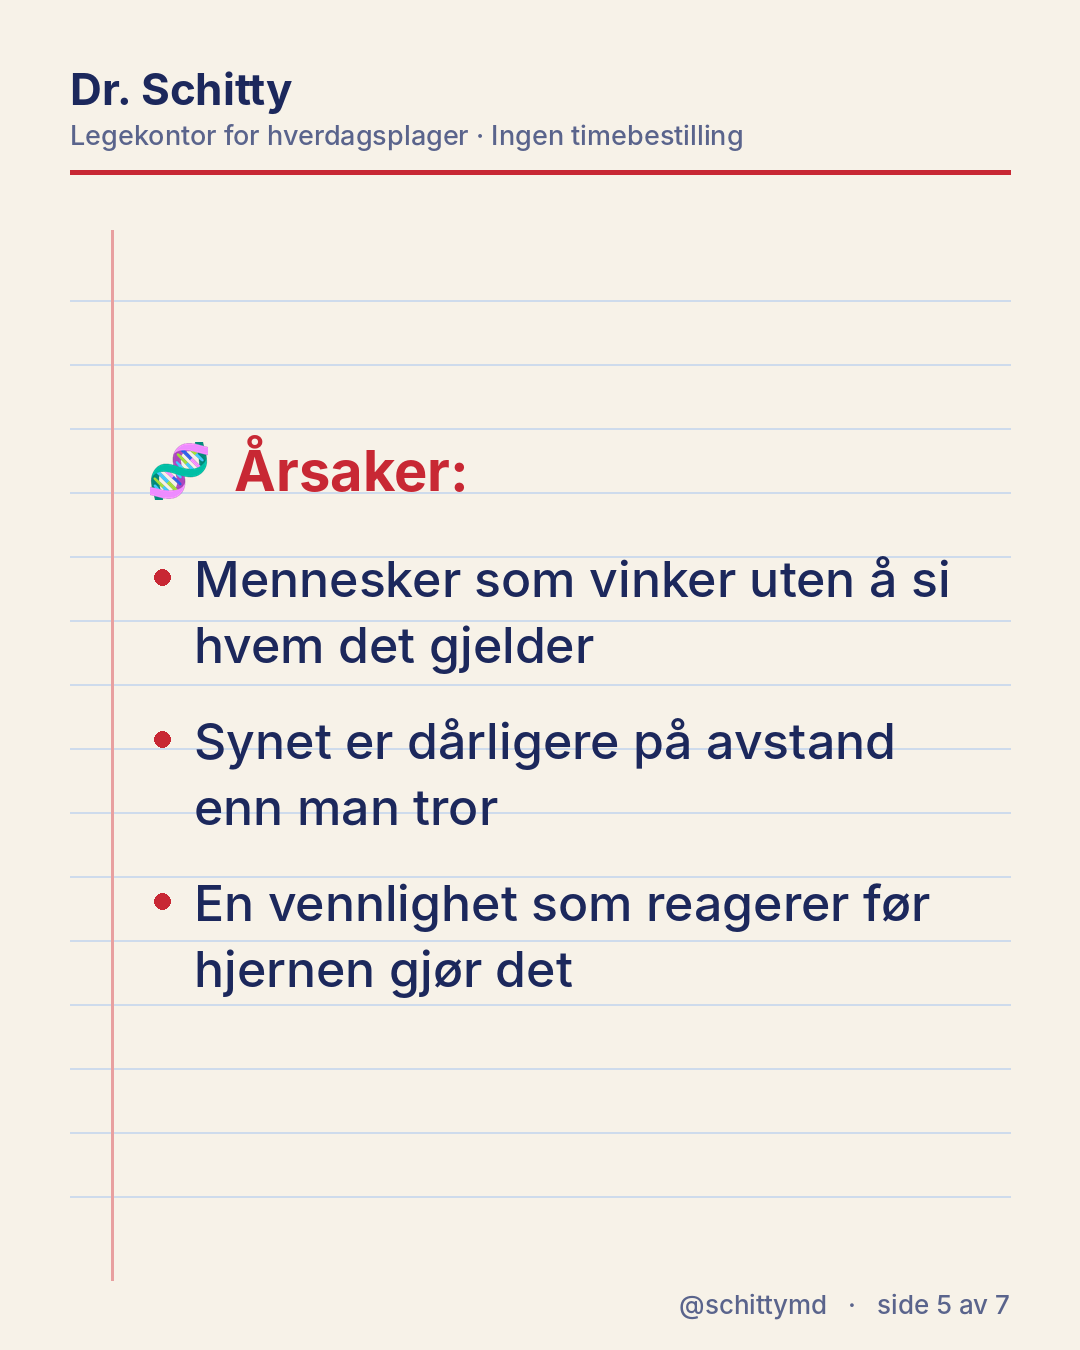 Dr. Schitty
Legekontor for hverdagsplager · Ingen timebestilling
🧬 Årsaker:
• Mennesker som vinker uten å si
hvem det gjelder
• Synet er dårligere på avstand
enn man tror
• En vennlighet som reagerer før
hjernen gjør det
@schittymd · side 5 av 7